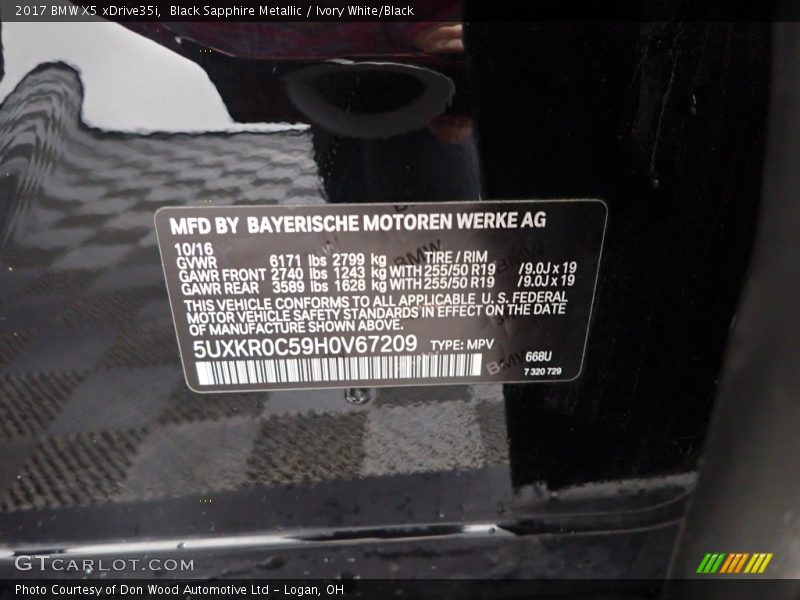 2017 BMW X5 xDrive35i,  Black Sapphire Metallic / Ivory White/Black
MFD BY BAYERISCHE MOTOREN WERKE AG
10/16
GVWR 6171 lbs 2799 kg TIRE / RIM
GAWR FRONT 2740 lbs 1243 kg WITH 255/50 R19 /9.0J x 19
GAWR REAR 3589 lbs 1628 kg WITH 255/50 R19 /9.0J x 19
THIS VEHICLE CONFORMS TO ALL APPLICABLE U.S. FEDERAL
MOTOR VEHICLE SAFETY STANDARDS IN EFFECT ON THE DATE
OF MANUFACTURE SHOWN ABOVE.
5UXKR0C59H0V67209 TYPE: MPV
668U
7 320 729
GTCARLOT.COM
Photo Courtesy of Don Wood Automotive Ltd - Logan, OH